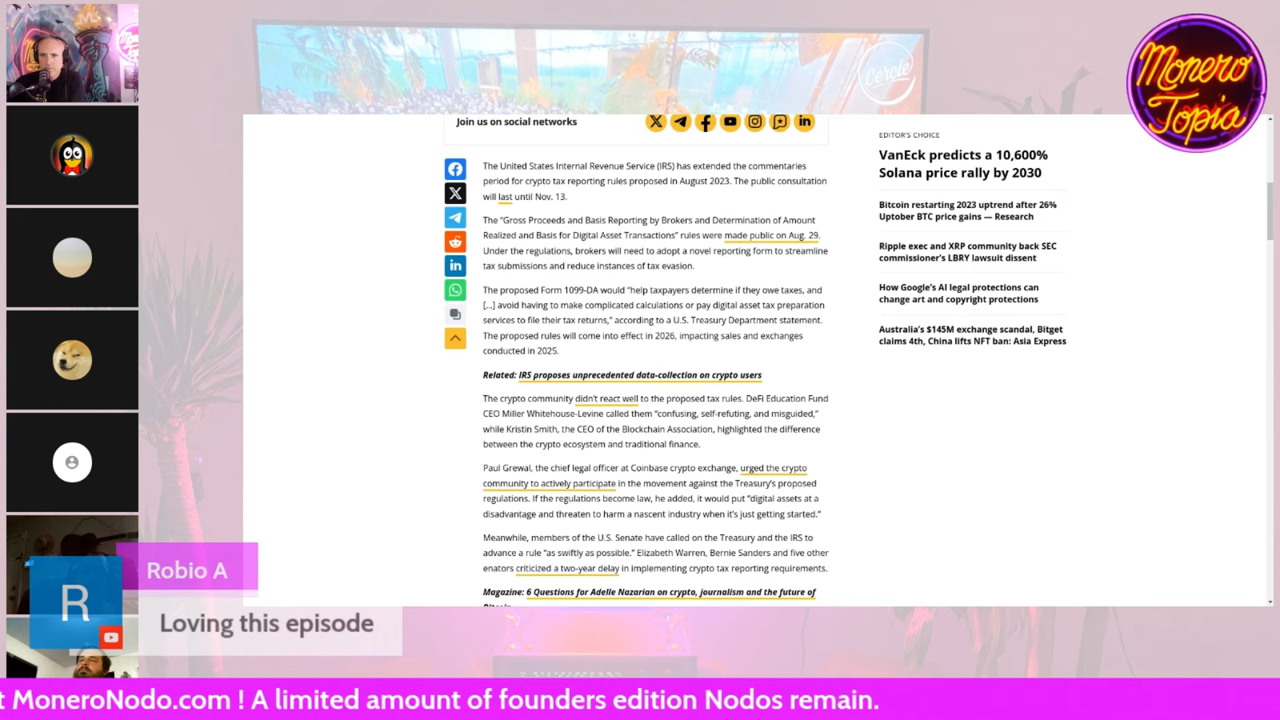 Cercle
Monero
Topia
Join us on social networks
The United States Internal Revenue Service (IRS) has extended the commentaries
period for crypto tax reporting rules proposed in August 2023. The public consultation
will last until Nov. 13.
The "Gross Proceeds and Basis Reporting by Brokers and Determination of Amount
Realized and Basis for Digital Asset Transactions" rules were made public on Aug. 29.
Under the regulations, brokers will need to adopt a novel reporting form to streamline
tax submissions and reduce instances of tax evasion.
The proposed Form 1099-DA would "help taxpayers determine if they owe taxes, and
[...] avoid having to make complicated calculations or pay digital asset tax preparation
services to file their tax returns," according to a U.S. Treasury Department statement.
The proposed rules will come into effect in 2026, impacting sales and exchanges
conducted in 2025.
Related: IRS proposes unprecedented data-collection on crypto users
The crypto community didn't react well to the proposed tax rules. DeFi Education Fund
CEO Miller Whitehouse-Levine called them "confusing, self-refuting, and misguided,"
while Kristin Smith, the CEO of the Blockchain Association, highlighted the difference
between the crypto ecosystem and traditional finance.
Paul Grewal, the chief legal officer at Coinbase crypto exchange, urged the crypto
community to actively participate in the movement against the Treasury's proposed
regulations. If the regulations become law, he added, it would put "digital assets at a
disadvantage and threaten to harm a nascent industry when it's just getting started."
Meanwhile, members of the U.S. Senate have called on the Treasury and the IRS to
advance a rule "as swiftly as possible." Elizabeth Warren, Bernie Sanders and five other
enators criticized a two-year delay in implementing crypto tax reporting requirements.
Magazine: 6 Questions for Adelle Nazarian on crypto, journalism and the future of
EDITOR'S CHOICE
VanEck predicts a 10,600%
Solana price rally by 2030
Bitcoin restarting 2023 uptrend after 26%
Uptober BTC price gains — Research
Ripple exec and XRP community back SEC
commissioner's LBRY lawsuit dissent
How Google's AI legal protections can
change art and copyright protections
Australia's $145M exchange scandal, Bitget
claims 4th, China lifts NFT ban: Asia Express
R
Robio A
Loving this episode
t MoneroNodo.com ! A limited amount of founders edition Nodos remain.